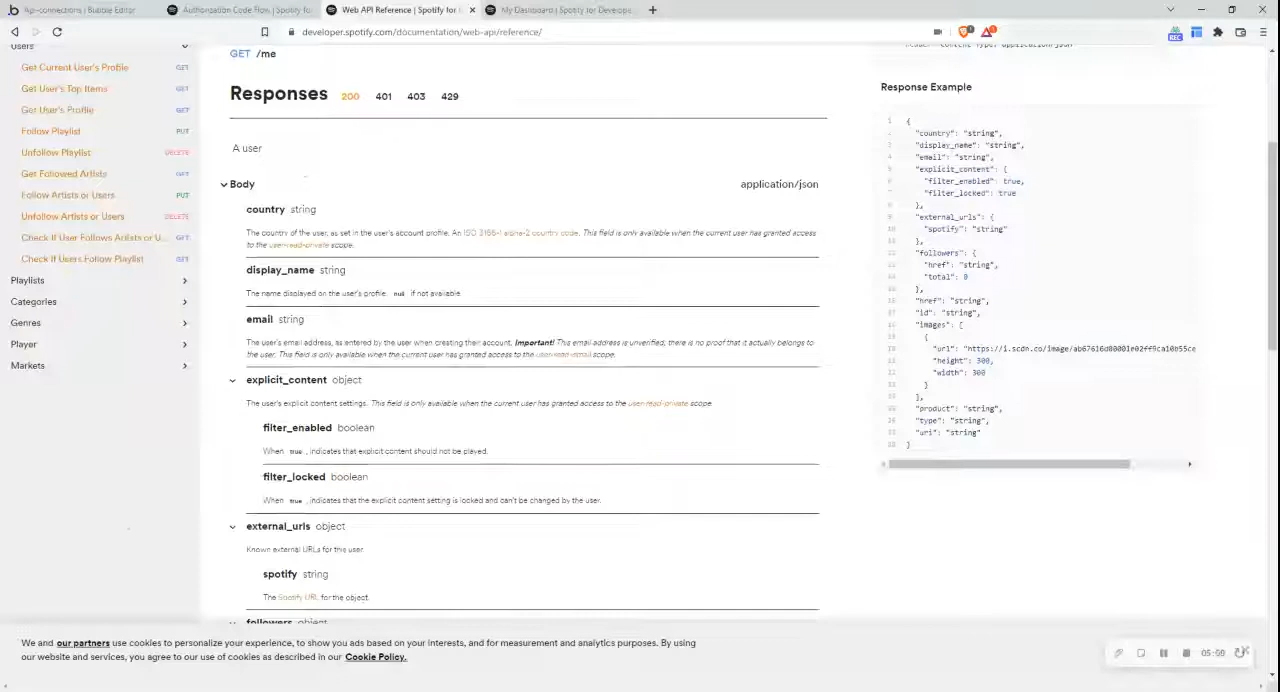 Api-connections | Bubble Editor
Authorization Code Flow | Spotify fo
Web API Reference | Spotify for
My Dashboard | Spotify for Develope
developer.spotify.com/documentation/web-api/reference/
REC
Users
Get Current User's Profile GET
Get User's Top Items GET
Get User's Profile GET
Follow Playlist PUT
Unfollow Playlist DELETE
Get Followed Artists GET
Follow Artists or Users PUT
Unfollow Artists or Users DELETE
Check If User Follows Artists or U... GET
Check if Users Follow Playlist GET
Playlists
Categories
Genres
Player
Markets
GET /me
Responses 200 401 403 429
A user
Body application/json
country string
The country of the user, as set in the user's account profile. An ISO 3166-1 alpha-2 country code. This field is only available when the current user has granted access
to the user-read-private scope.
display_name string
The name displayed on the user's profile. null if not available.
email string
The user's email address, as entered by the user when creating their account. Important! This email address is unverified; there is no proof that it actually belongs to
the user. This field is only available when the current user has granted access to the user-read-email scope.
explicit_content object
The user's explicit content settings. This field is only available when the current user has granted access to the user-read-private scope.
filter_enabled boolean
When true, indicates that explicit content should not be played.
filter_locked boolean
When true, indicates that the explicit content setting is locked and can't be changed by the user.
external_urls object
Known external URLs for this user.
spotify string
The Spotify URL for the object.
followers object
Response Example
{
"country": "string",
"display_name": "string",
"email": "string",
"explicit_content": {
"filter_enabled": true,
"filter_locked": true
},
"external_urls": {
"spotify": "string"
},
"followers": {
"href": "string",
"total": 0
},
"href": "string",
"id": "string",
"images": [
{
"url": "https://i.scdn.co/image/ab67616d00001e02ff9ca10b55ce
"height": 300,
"width": 300
}
],
"product": "string",
"type": "string",
"uri": "string"
}
We and our partners use cookies to personalize your experience, to show you ads based on your interests, and for measurement and analytics purposes. By using
our website and services, you agree to our use of cookies as described in our Cookie Policy.